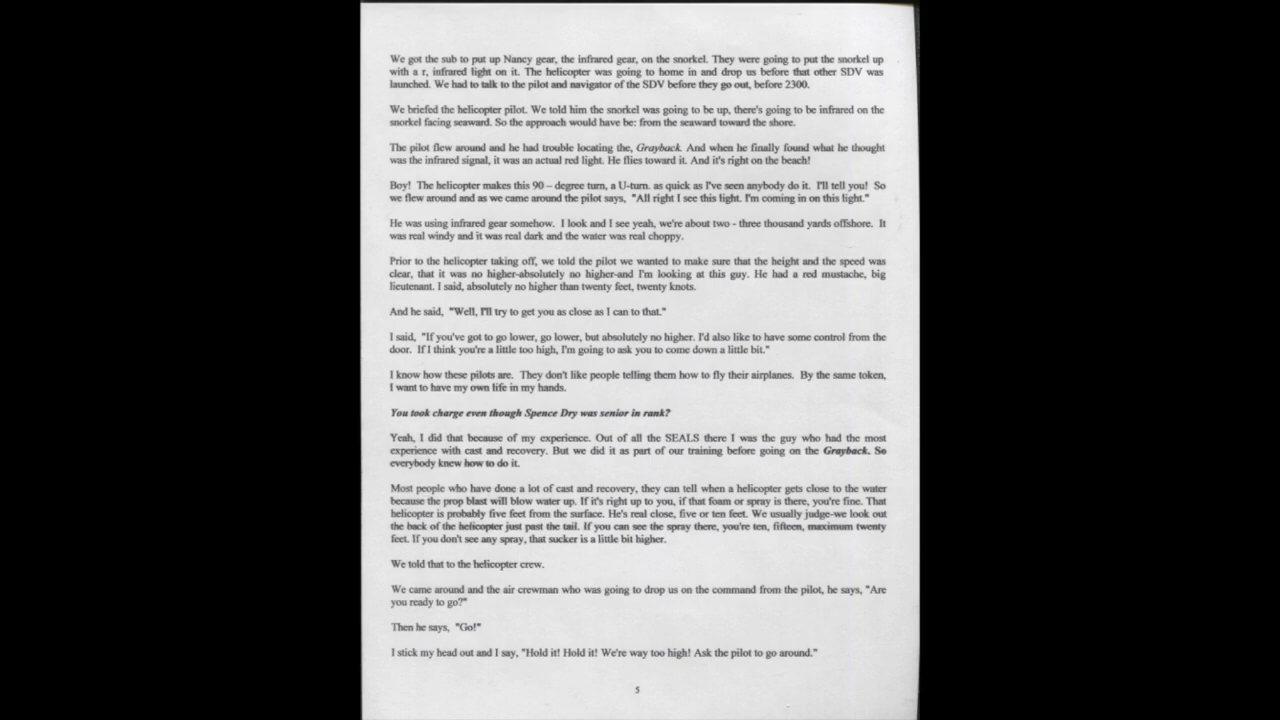 We got the sub to put up Nancy gear, the infrared gear, on the snorkel. They were going to put the snorkel up
with a r, infrared light on it. The helicopter was going to home in and drop us before that other SDV was
launched. We had to talk to the pilot and navigator of the SDV before they go out, before 2300.
We briefed the helicopter pilot. We told him the snorkel was going to be up, there's going to be infrared on the
snorkel facing seaward. So the approach would have be: from the seaward toward the shore.
The pilot flew around and he had trouble locating the, Grayback. And when he finally found what he thought
was the infrared signal, it was an actual red light. He flies toward it. And it's right on the beach!
Boy! The helicopter makes this 90 – degree turn, a U-turn. as quick as I've seen anybody do it. I'll tell you! So
we flew around and as we came around the pilot says, "All right I see this light. I'm coming in on this light."
He was using infrared gear somehow. I look and I see yeah, we're about two - three thousand yards offshore. It
was real windy and it was real dark and the water was real choppy.
Prior to the helicopter taking off, we told the pilot we wanted to make sure that the height and the speed was
clear, that it was no higher-absolutely no higher-and I'm looking at this guy. He had a red mustache, big
lieutenant. I said, absolutely no higher than twenty feet, twenty knots.
And he said, "Well, I'll try to get you as close as I can to that."
I said, "If you've got to go lower, go lower, but absolutely no higher. I'd also like to have some control from the
door. If I think you're a little too high, I'm going to ask you to come down a little bit."
I know how these pilots are. They don't like people telling them how to fly their airplanes. By the same token,
I want to have my own life in my hands.
You took charge even though Spence Dry was senior in rank?
Yeah, I did that because of my experience. Out of all the SEALS there I was the guy who had the most
experience with cast and recovery. But we did it as part of our training before going on the Grayback. So
everybody knew how to do it.
Most people who have done a lot of cast and recovery, they can tell when a helicopter gets close to the water
because the prop blast will blow water up. If it's right up to you, if that foam or spray is there, you're fine. That
helicopter is probably five feet from the surface. He's real close, five or ten feet. We usually judge-we look out
the back of the helicopter just past the tail. If you can see the spray there, you're ten, fifteen, maximum twenty
feet. If you don't see any spray, that sucker is a little bit higher.
We told that to the helicopter crew.
We came around and the air crewman who was going to drop us on the command from the pilot, he says, "Are
you ready to go?"
Then he says, "Go!"
I stick my head out and I say, "Hold it! Hold it! We're way too high! Ask the pilot to go around."
5